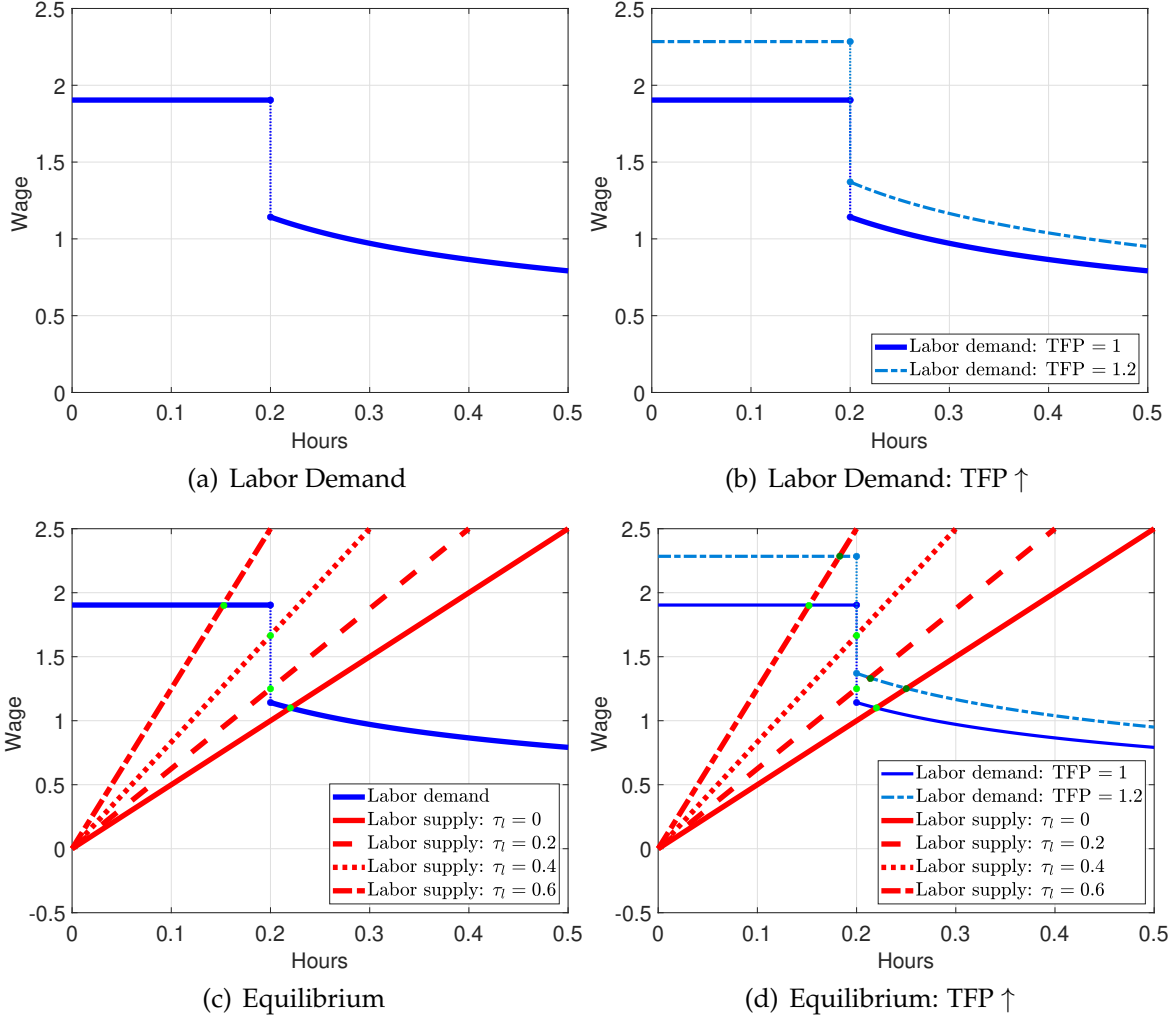 2.5
2
1.5
1
0.5
0
Wage
0
0.1
0.2
0.3
0.4
0.5
Hours
(a) Labor Demand
2.5
2
1.5
1
0.5
0
Wage
0
0.1
0.2
0.3
0.4
0.5
Hours
Labor demand: TFP = 1
Labor demand: TFP = 1.2
(b) Labor Demand: TFP ↑
2.5
2
1.5
1
0.5
0
-0.5
Wage
0
0.1
0.2
0.3
0.4
0.5
Hours
Labor demand
Labor supply: τ_l = 0
Labor supply: τ_l = 0.2
Labor supply: τ_l = 0.4
Labor supply: τ_l = 0.6
(c) Equilibrium
2.5
2
1.5
1
0.5
0
-0.5
Wage
0
0.1
0.2
0.3
0.4
0.5
Hours
Labor demand: TFP = 1
Labor demand: TFP = 1.2
Labor supply: τ_l = 0
Labor supply: τ_l = 0.2
Labor supply: τ_l = 0.4
Labor supply: τ_l = 0.6
(d) Equilibrium: TFP ↑